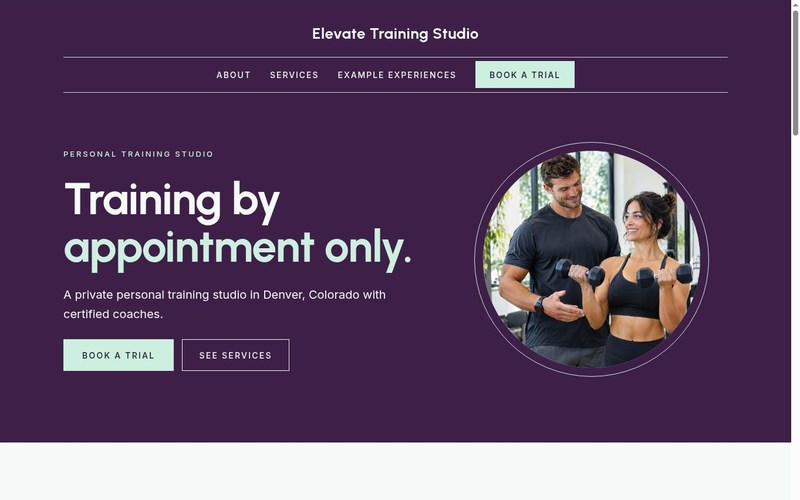 Elevate Training Studio
ABOUT SERVICES EXAMPLE EXPERIENCES BOOK A TRIAL
PERSONAL TRAINING STUDIO
Training by
appointment only.
A private personal training studio in Denver, Colorado with
certified coaches.
BOOK A TRIAL SEE SERVICES